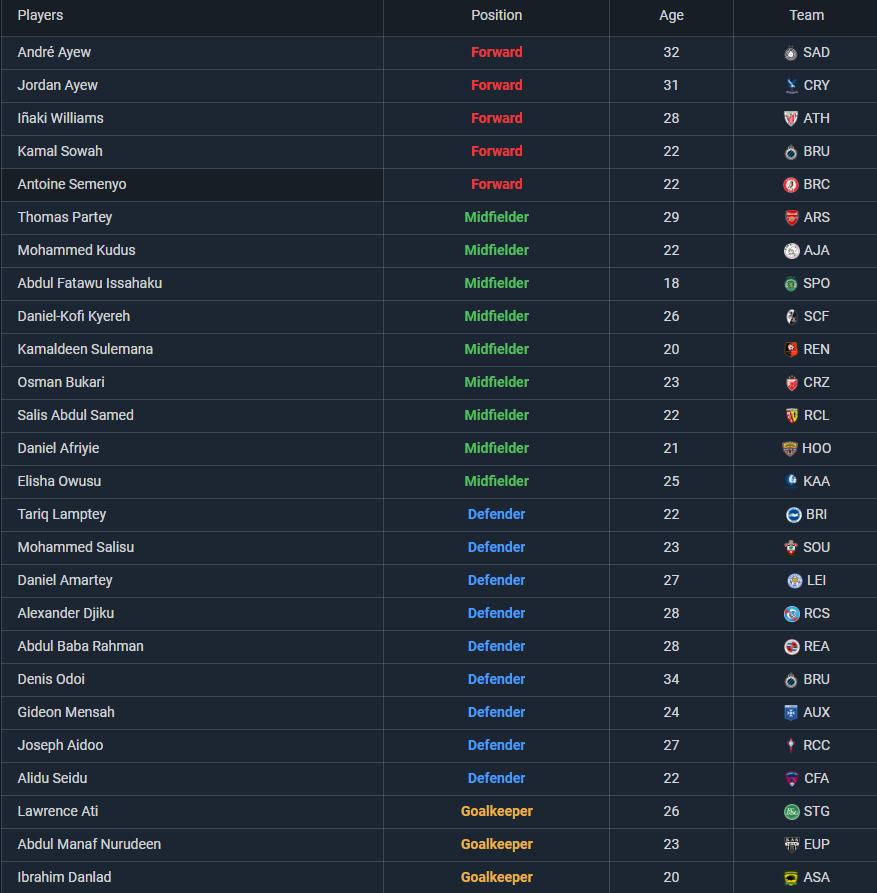 Players Position Age Team
André Ayew Forward 32 SAD
Jordan Ayew Forward 31 CRY
Iñaki Williams Forward 28 ATH
Kamal Sowah Forward 22 BRU
Antoine Semenyo Forward 22 BRC
Thomas Partey Midfielder 29 ARS
Mohammed Kudus Midfielder 22 AJA
Abdul Fatawu Issahaku Midfielder 18 SPO
Daniel-Kofi Kyereh Midfielder 26 SCF
Kamaldeen Sulemana Midfielder 20 REN
Osman Bukari Midfielder 23 CRZ
Salis Abdul Samed Midfielder 22 RCL
Daniel Afriyie Midfielder 21 HOO
Elisha Owusu Midfielder 25 KAA
Tariq Lamptey Defender 22 BRI
Mohammed Salisu Defender 23 SOU
Daniel Amartey Defender 27 LEI
Alexander Djiku Defender 28 RCS
Abdul Baba Rahman Defender 28 REA
Denis Odoi Defender 34 BRU
Gideon Mensah Defender 24 AUX
Joseph Aidoo Defender 27 RCC
Alidu Seidu Defender 22 CFA
Lawrence Ati Goalkeeper 26 STG
Abdul Manaf Nurudeen Goalkeeper 23 EUP
Ibrahim Danlad Goalkeeper 20 ASA